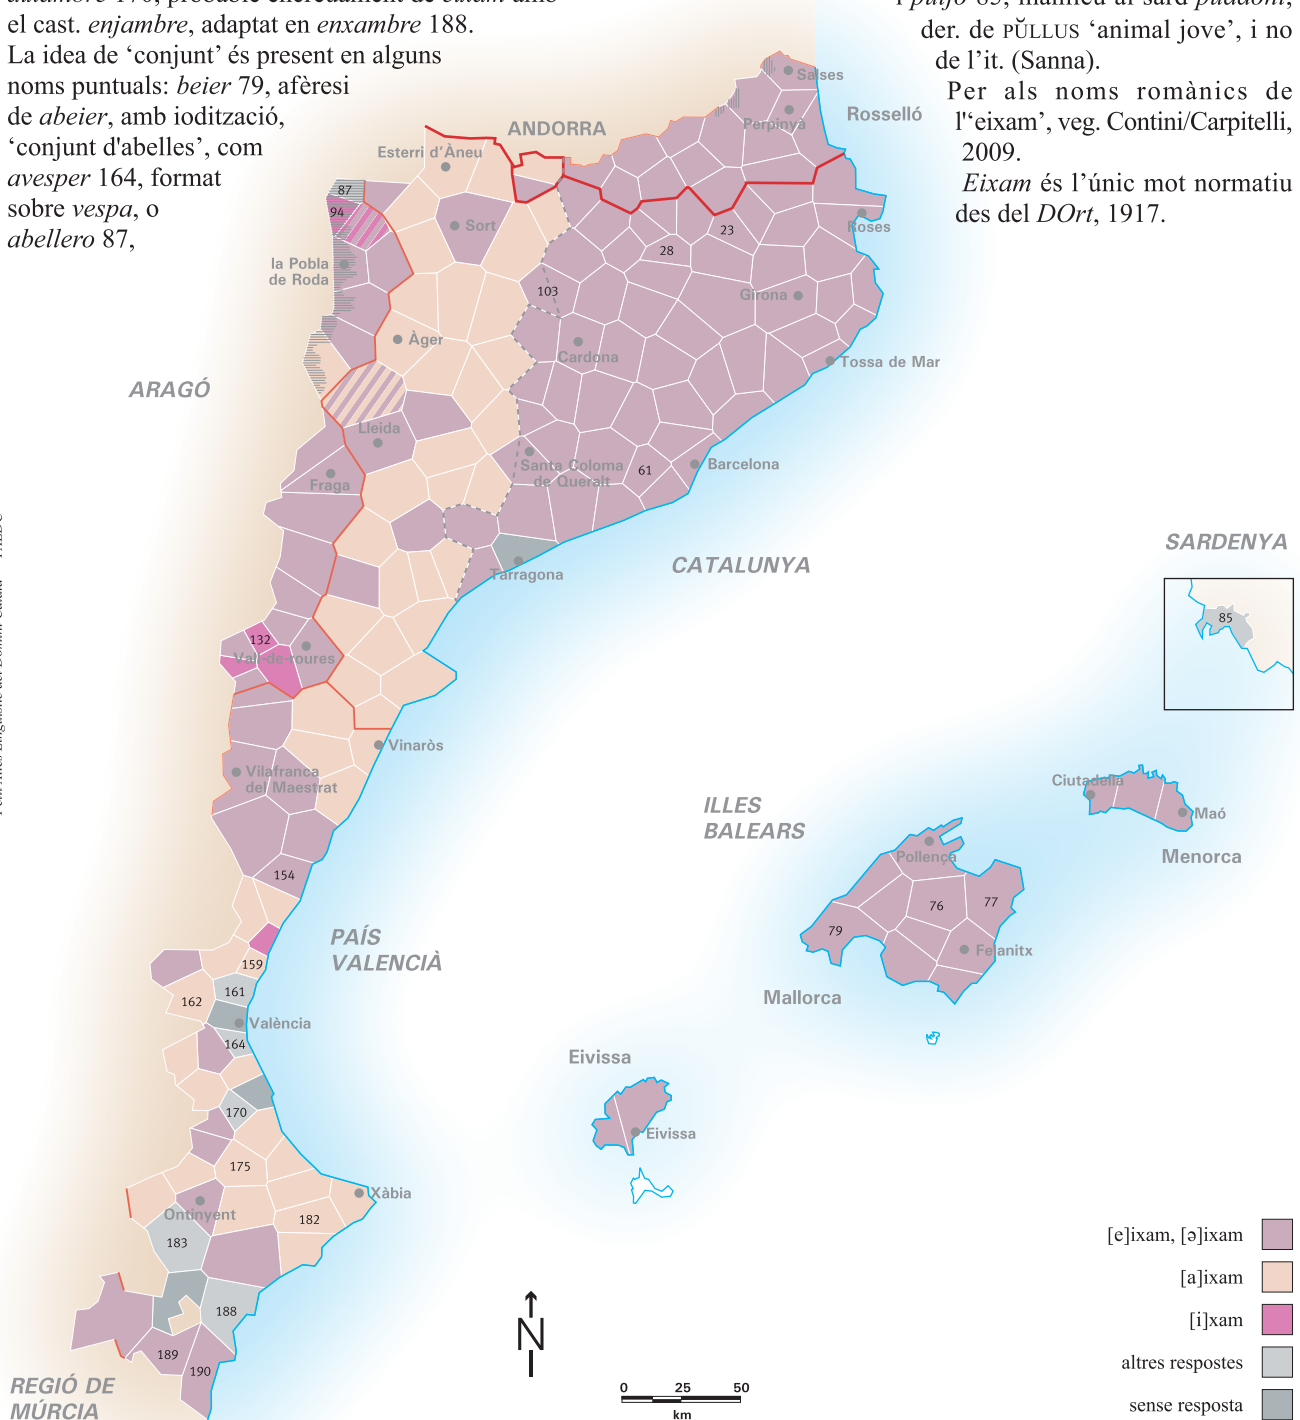 el cast. enjambre, adaptat en enxambre 188.
La idea de ‘conjunt’ és present en alguns
noms puntuals: beier 79, afèresi
de abeier, amb iodització,
‘conjunt d'abelles’, com
avesper 164, format
sobre vespa, o
abellero 87,
der. de PŬLLUS ‘animal jove’, i no
de l’it. (Sanna).
Per als noms romànics de
l'‘eixam’, veg. Contini/Carpitelli,
2009.
Eixam és l’únic mot normatiu
des del DOrt, 1917.
Salses
Rosselló
Perpinyà
ANDORRA
Esterri d’Àneu
87
94
Sort
Roses
23
28
la Pobla
de Roda
103
Girona
Àger
Cardona
Tossa de Mar
ARAGÓ
Lleida
Santa Coloma
de Queralt
61
Barcelona
Fraga
CATALUNYA
SARDENYA
Tarragona
85
132
Vall-de-roures
Vinaròs
Vilafranca
del Maestrat
ILLES
BALEARS
Ciutadella
Maó
Menorca
Pollença
154
76
77
79
Felanitx
PAÍS
VALENCIÀ
159
161
162
Mallorca
València
164
Eivissa
170
Eivissa
175
Xàbia
Ontinyent
182
183
188
189
190
REGIÓ DE
MÚRCIA
N
0 25 50
km
[e]ixam, [ə]ixam
[a]ixam
[i]xam
altres respostes
sense resposta